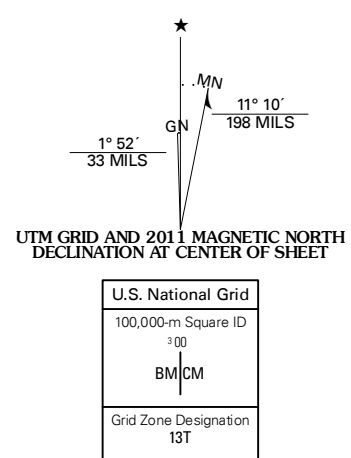 ★
MN
GN
11° 10´
198 MILS
1° 52´
33 MILS
UTM GRID AND 2011 MAGNETIC NORTH
DECLINATION AT CENTER OF SHEET
U.S. National Grid
100,000-m Square ID
³00
BM CM
Grid Zone Designation
13T